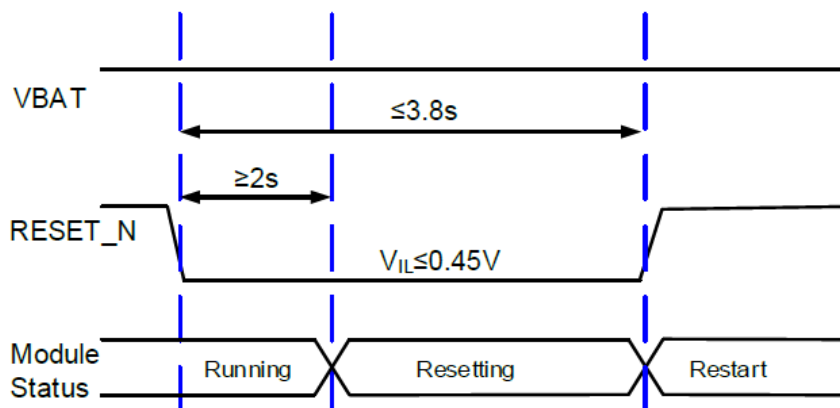 VBAT
≤3.8s
≥2s
RESET_N
VIL≤0.45V
Module
Status
Running
Resetting
Restart